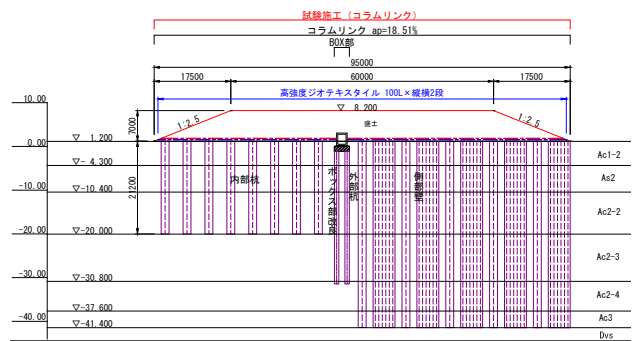 試験施工（コラムリンク）
コラムリンク ap=18.51%
BOX部
95000
17500
60000
17500
高強度ジオテキスタイル 100L×縦横2段
10.00
▽ 8.200
1:2.5
1:2.5
7000
盛土
0.00
▽ 1.200
Ac1-2
▽- 4.300
As2
内部杭
ボックス部改良
外部杭
側部壁
-10.00
▽-10.400
21200
Ac2-2
-20.00
▽-20.000
Ac2-3
-30.00
▽-30.800
Ac2-4
▽-37.600
-40.00
Ac3
▽-41.400
Dvs